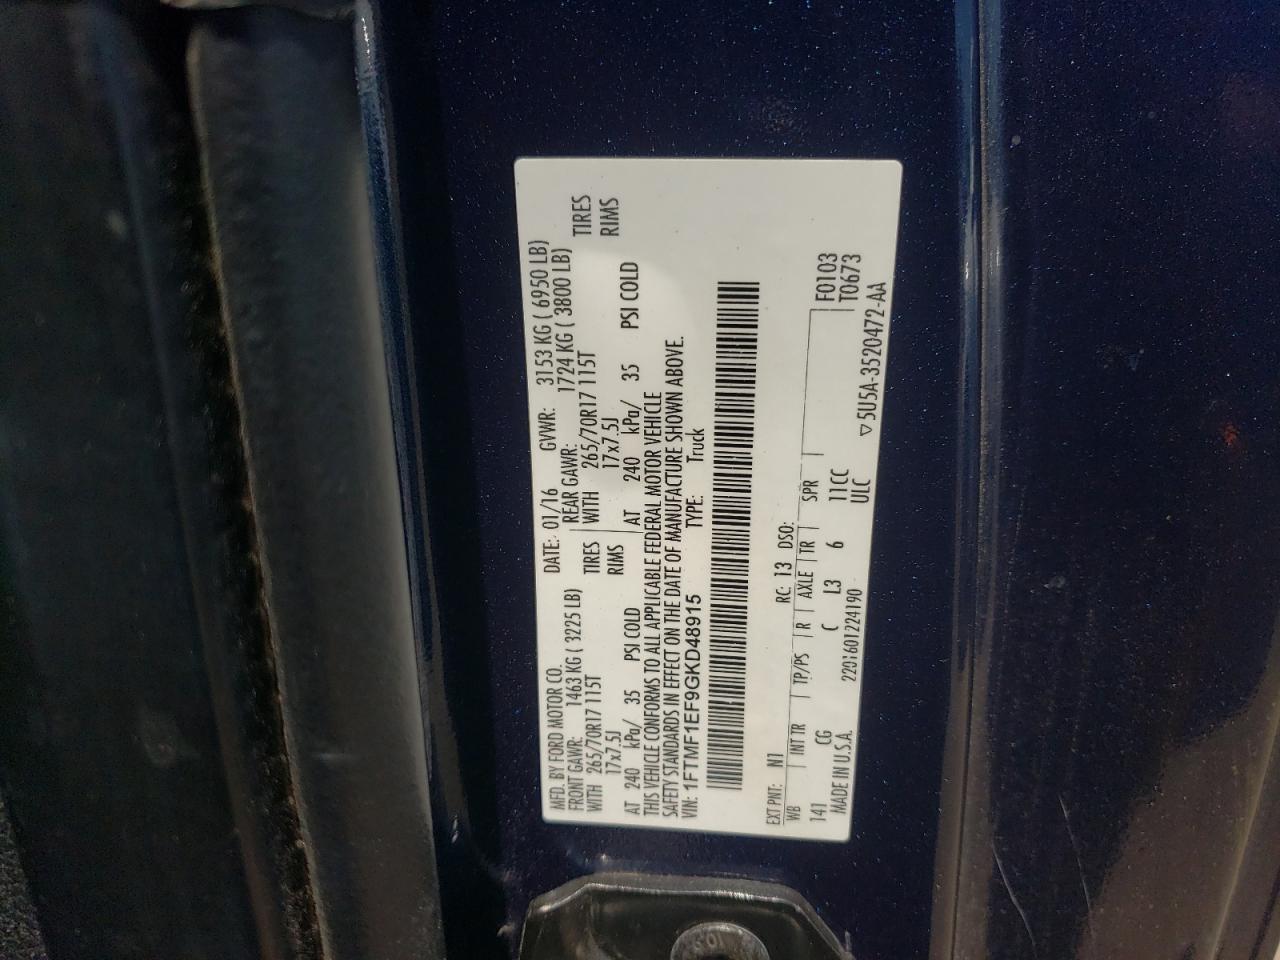 MFD. BY FORD MOTOR CO. DATE: 01/16 GVWR: 3153 KG ( 6950 LB)
FRONT GAWR: 1463 KG ( 3225 LB) REAR GAWR: 1724 KG ( 3800 LB)
WITH 265/70R17 115T TIRES WITH 265/70R17 115T TIRES
17x7.5J RIMS 17x7.5J RIMS
AT 240 kPa/ 35 PSI COLD AT 240 kPa/ 35 PSI COLD
THIS VEHICLE CONFORMS TO ALL APPLICABLE FEDERAL MOTOR VEHICLE
SAFETY STANDARDS IN EFFECT ON THE DATE OF MANUFACTURE SHOWN ABOVE.
VIN: 1FTMF1EF9GKD48915 TYPE: Truck
EXT PNT: N1 RC: 13 DSO:
WB INT TR TP/PS R AXLE TR SPR
141 CG C L3 6 11CC F0103
ULC T0673
MADE IN U.S.A. 2201601224190 ▽5U5A-3520472-AA